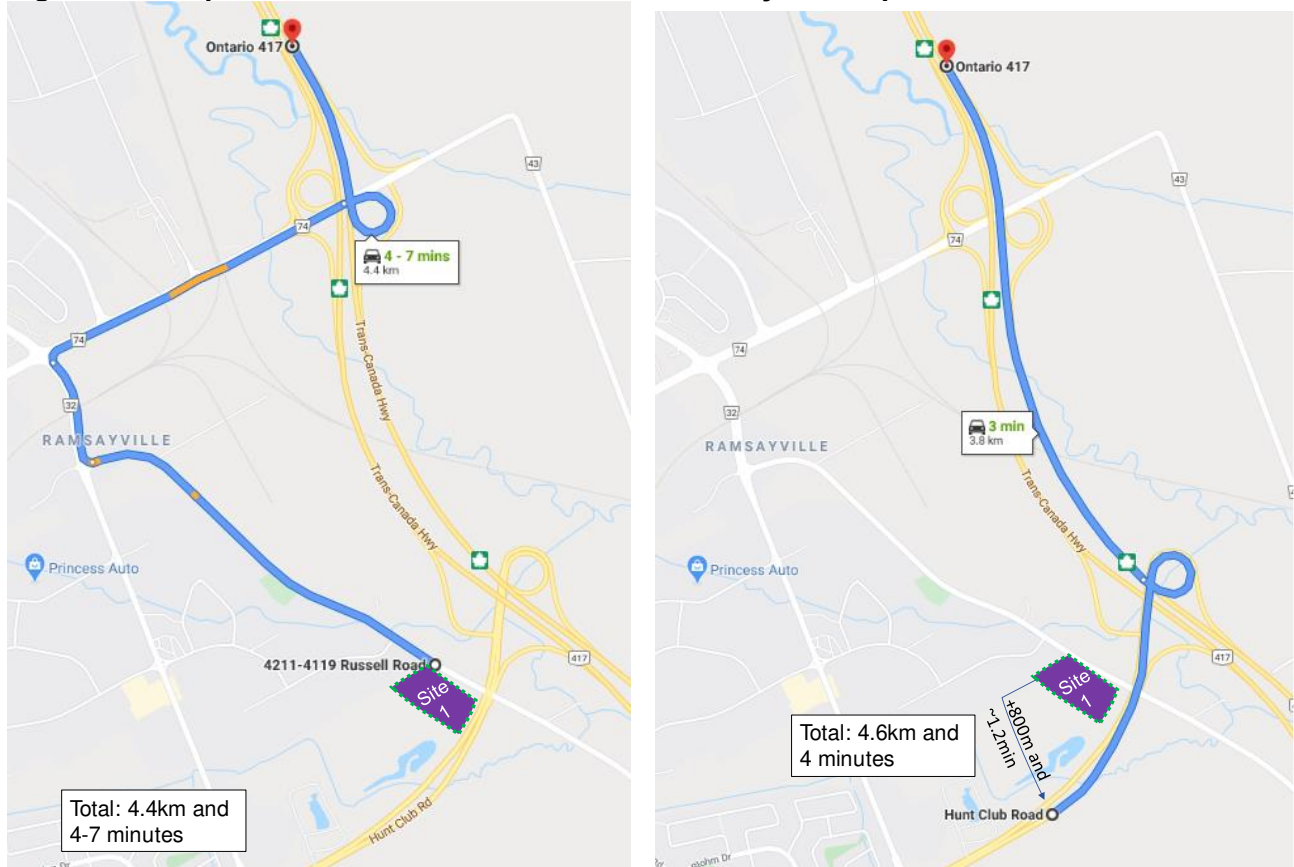 Ontario 417
43
74
4 - 7 mins
4.4 km
74
32
RAMSAYVILLE
Trans-Canada Hwy
Trans-Canada Hwy
Princess Auto
4211-4119 Russell Road
417
Site
1
Total: 4.4km and
4-7 minutes
Hunt Club Rd
Ontario 417
43
74
74
32
3 min
3.8 km
RAMSAYVILLE
Trans-Canada Hwy
Princess Auto
417
Site
1
+800m and
~1.2min
Total: 4.6km and
4 minutes
Hunt Club Road